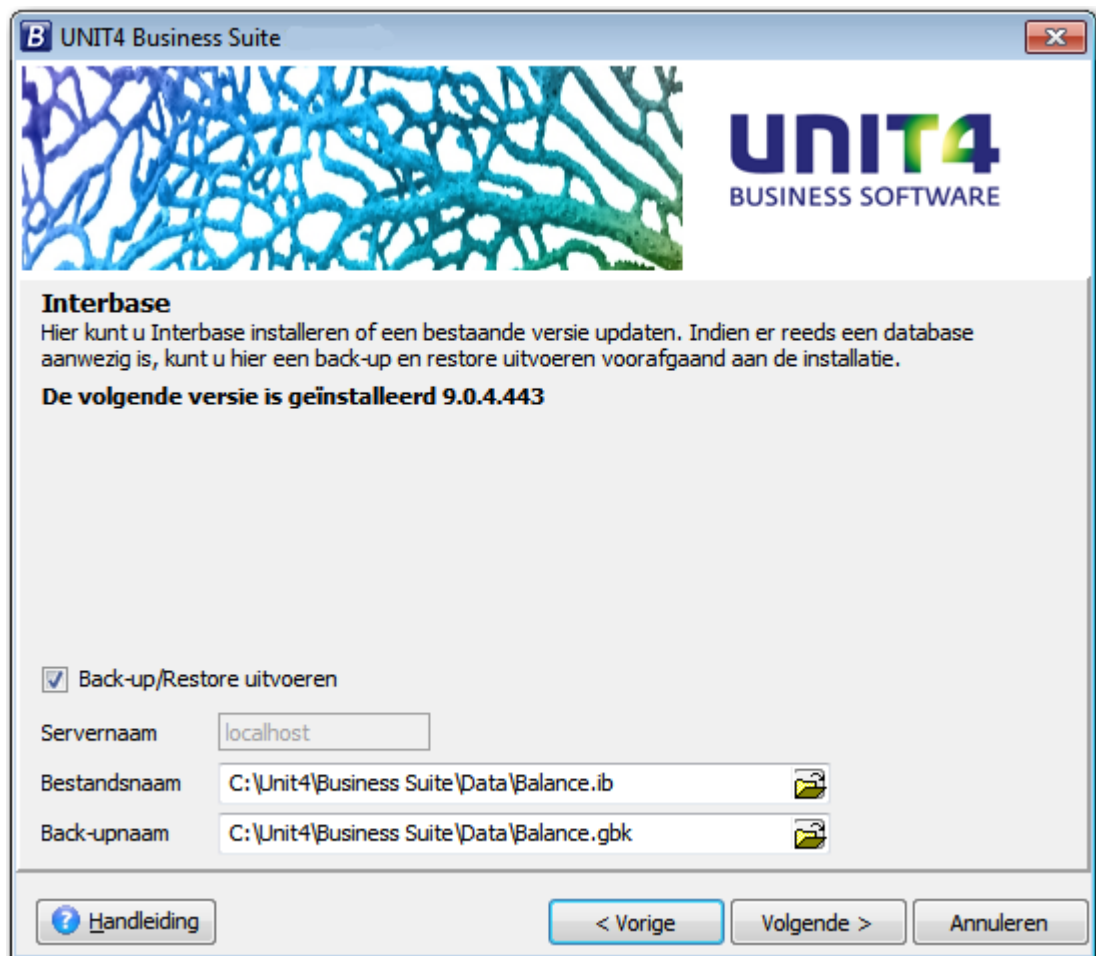 B UNIT4 Business Suite
UNIT4
BUSINESS SOFTWARE
Interbase
Hier kunt u Interbase installeren of een bestaande versie updaten. Indien er reeds een database
aanwezig is, kunt u hier een back-up en restore uitvoeren voorafgaand aan de installatie.
De volgende versie is geïnstalleerd 9.0.4.443
Back-up/Restore uitvoeren
Servernaam localhost
Bestandsnaam C:\Unit4\Business Suite\Data\Balance.ib
Back-upnaam C:\Unit4\Business Suite\Data\Balance.gbk
? Handleiding < Vorige Volgende > Annuleren